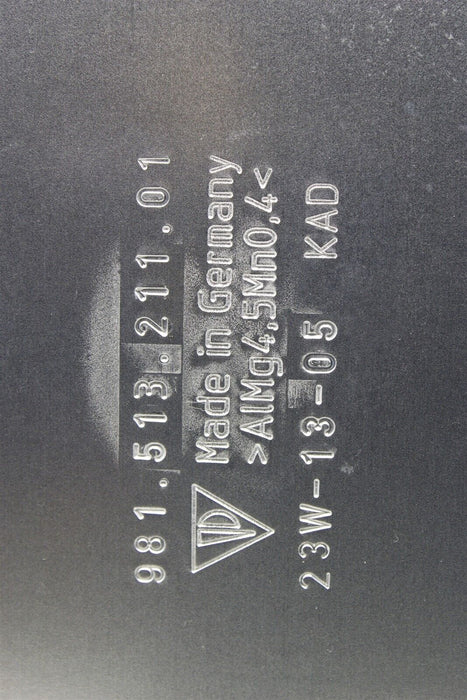 981.513.211.01
Made in Germany
>AlMg4,5Mn0,4<
23W-13-05 KAD